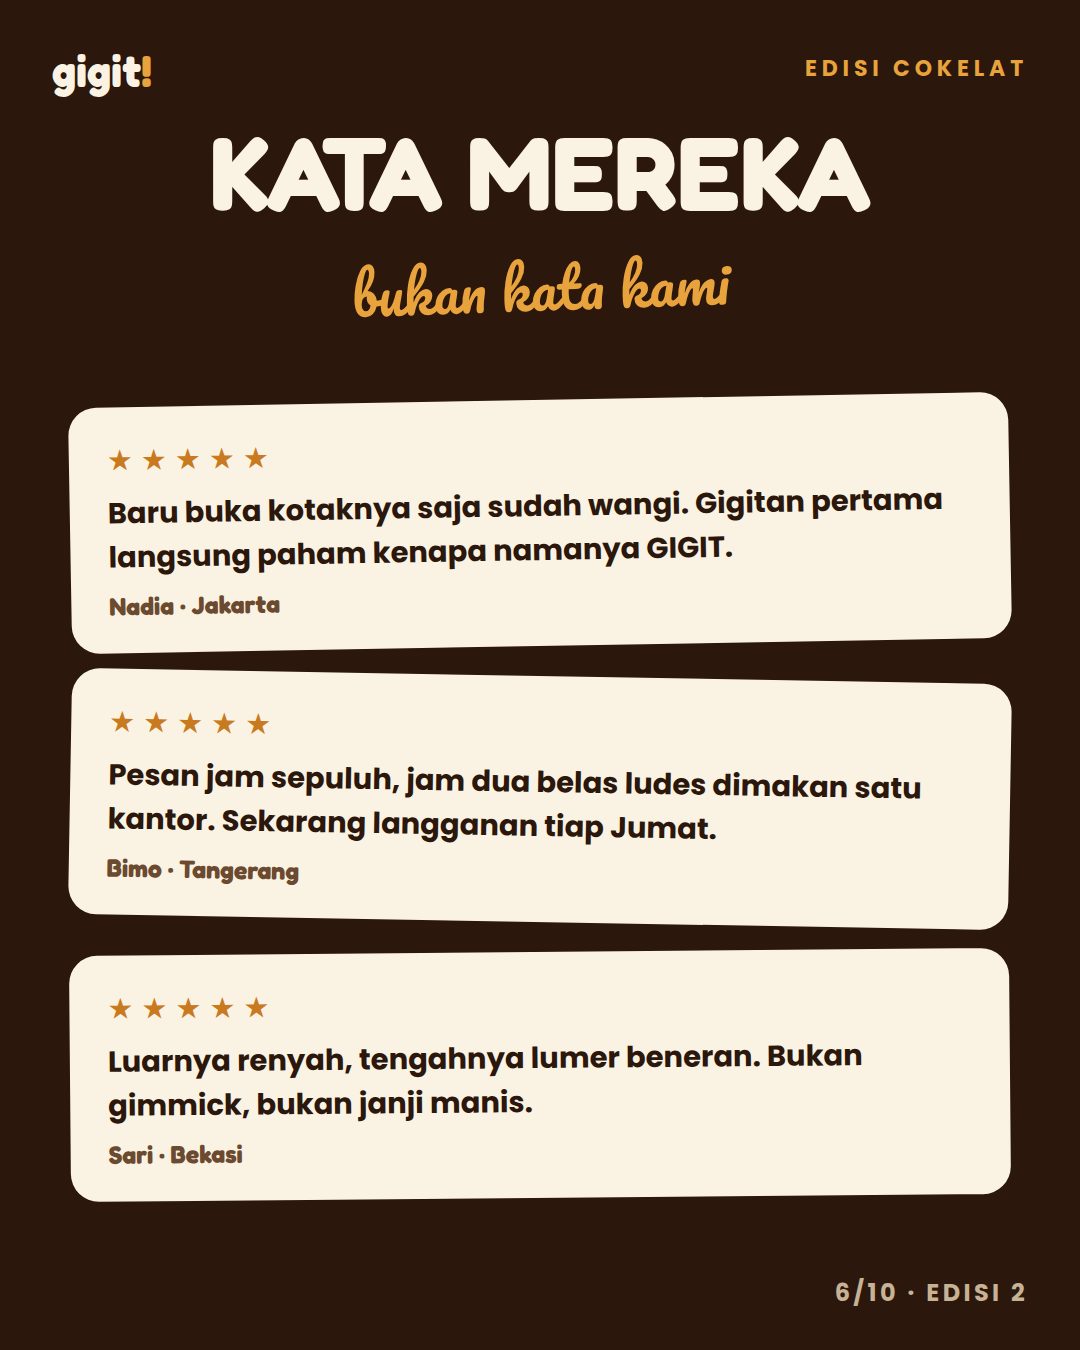 gigit!
EDISI COKELAT
KATA MEREKA
bukan kata kami
★★★★★
Baru buka kotaknya saja sudah wangi. Gigitan pertama
langsung paham kenapa namanya GIGIT.
Nadia · Jakarta
★★★★★
Pesan jam sepuluh, jam dua belas ludes dimakan satu
kantor. Sekarang langganan tiap Jumat.
Bimo · Tangerang
★★★★★
Luarnya renyah, tengahnya lumer beneran. Bukan
gimmick, bukan janji manis.
Sari · Bekasi
6/10 · EDISI 2